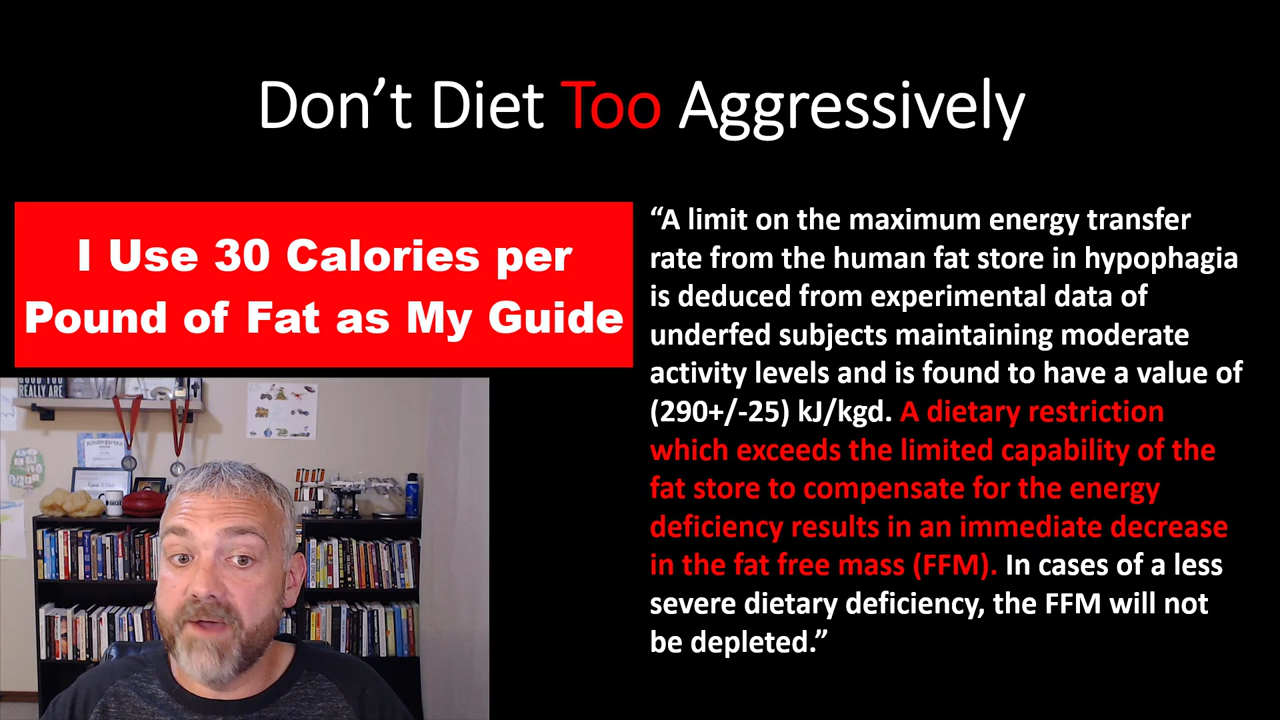 Don't Diet Too Aggressively
I Use 30 Calories per
Pound of Fat as My Guide
“A limit on the maximum energy transfer
rate from the human fat store in hypophagia
is deduced from experimental data of
underfed subjects maintaining moderate
activity levels and is found to have a value of
(290+/-25) kJ/kgd. A dietary restriction
which exceeds the limited capability of the
fat store to compensate for the energy
deficiency results in an immediate decrease
in the fat free mass (FFM). In cases of a less
severe dietary deficiency, the FFM will not
be depleted.”
REALLY ARE
Kindergarten